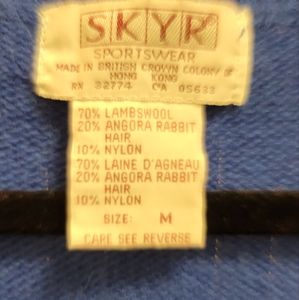 SKYR
SPORTSWEAR
MADE IN BRITISH CROWN COLONY OF
HONG KONG
RN 32774 CA 05633
70% LAMBSWOOL
20% ANGORA RABBIT
HAIR
10% NYLON
70% LAINE D'AGNEAU
20% ANGORA RABBIT
HAIR
10% NYLON
SIZE: M
CARE SEE REVERSE